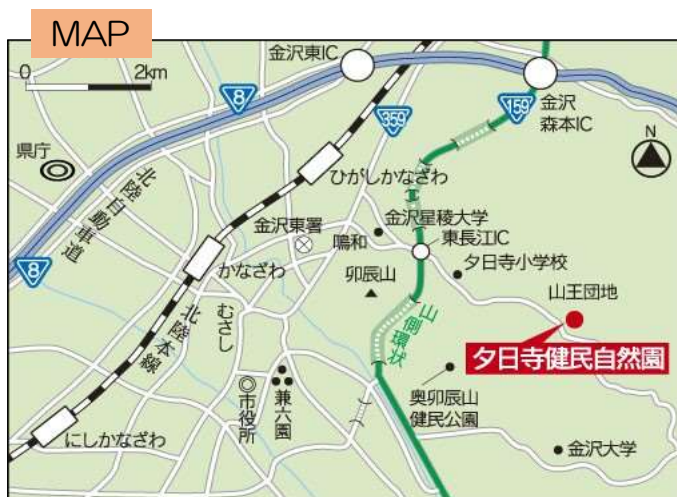 MAP
0 2km
金沢東IC
8
359
159
金沢
森本IC
N
県庁
北陸自動車道
ひがしかなざわ
金沢星稜大学
金沢東署
鳴和
東長江IC
かなざわ
卯辰山
夕日寺小学校
山王団地
8
むさし
北陸本線
山側環状
夕日寺健民自然園
市役所
兼六園
奥卯辰山
健民公園
にしかなざわ
金沢大学